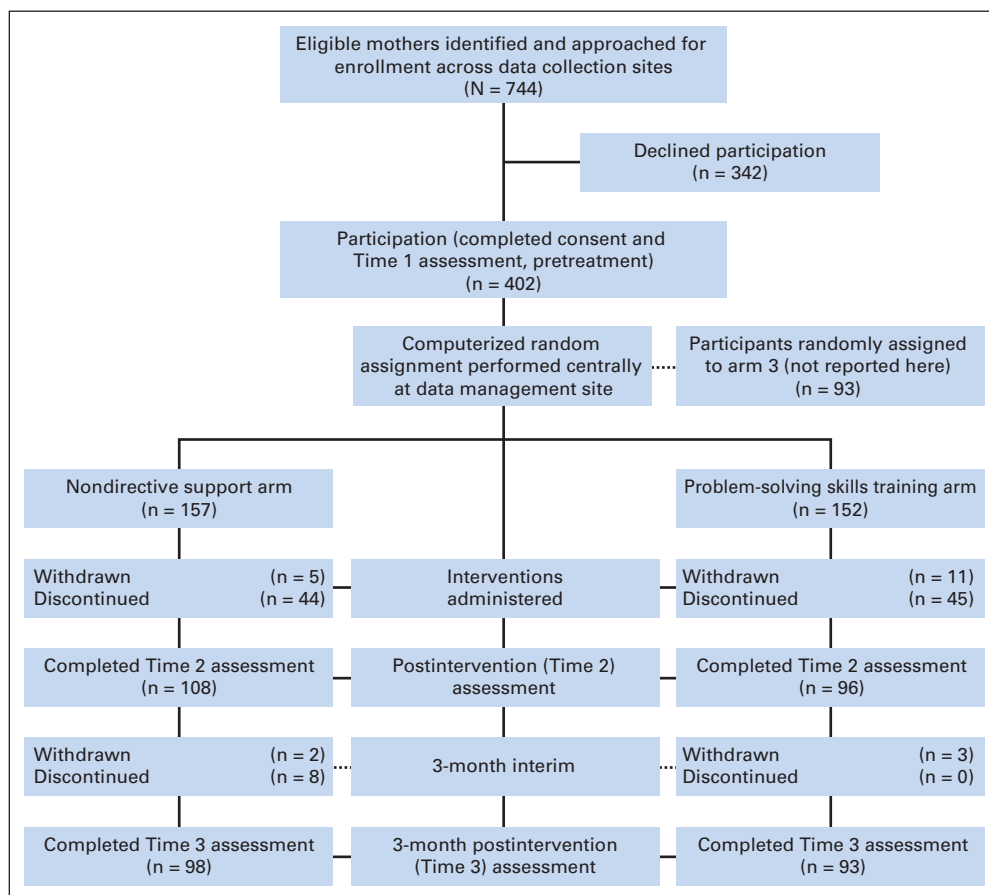 Eligible mothers identified and approached for
enrollment across data collection sites
(N = 744)
Declined participation
(n = 342)
Participation (completed consent and
Time 1 assessment, pretreatment)
(n = 402)
Computerized random
assignment performed centrally
at data management site
Participants randomly assigned
to arm 3 (not reported here)
(n = 93)
Nondirective support arm
(n = 157)
Problem-solving skills training arm
(n = 152)
Withdrawn (n = 5)
Discontinued (n = 44)
Interventions
administered
Withdrawn (n = 11)
Discontinued (n = 45)
Completed Time 2 assessment
(n = 108)
Postintervention (Time 2)
assessment
Completed Time 2 assessment
(n = 96)
Withdrawn (n = 2)
Discontinued (n = 8)
3-month interim
Withdrawn (n = 3)
Discontinued (n = 0)
Completed Time 3 assessment
(n = 98)
3-month postintervention
(Time 3) assessment
Completed Time 3 assessment
(n = 93)